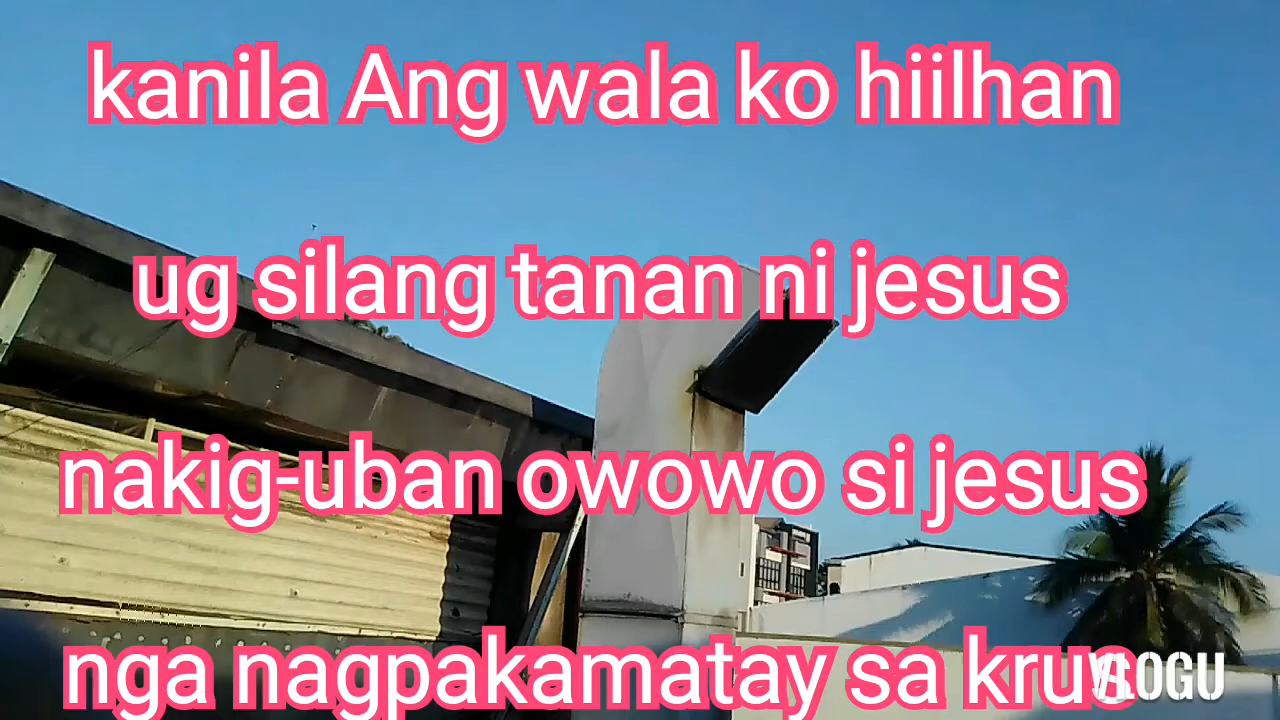 kanila Ang wala ko hiilhan
ug silang tanan ni jesus
nakig-uban owowo si jesus
nga nagpakamatay sa krus
VLOGU